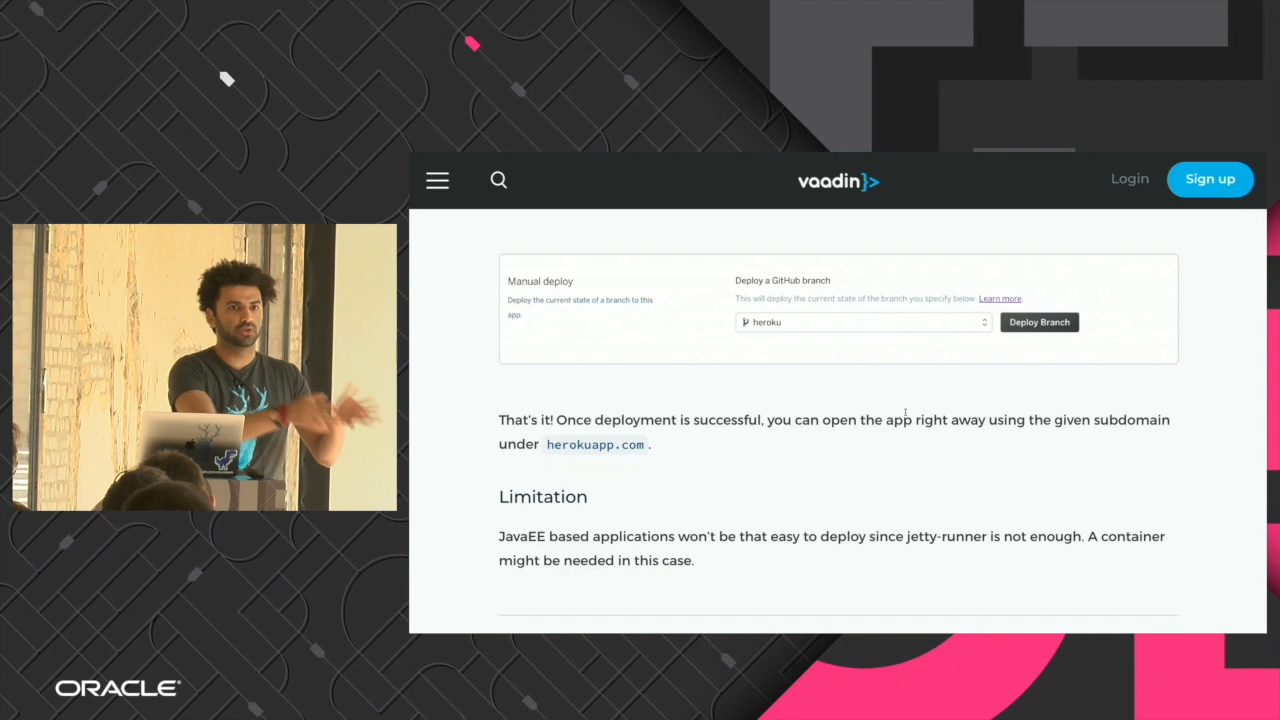 vaadin}>
Login
Sign up
Manual deploy
Deploy the current state of a branch to this
app.
Deploy a GitHub branch
This will deploy the current state of the branch you specify below. Learn more.
heroku
Deploy Branch
That's it! Once deployment is successful, you can open the app right away using the given subdomain
under herokuapp.com.
Limitation
JavaEE based applications won't be that easy to deploy since jetty-runner is not enough. A container
might be needed in this case.
ORACLE